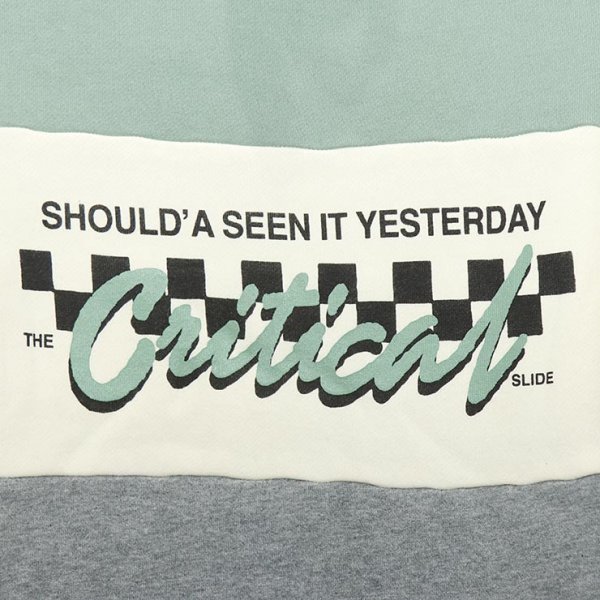 SHOULD'A SEEN IT YESTERDAY
THE Critical SLIDE